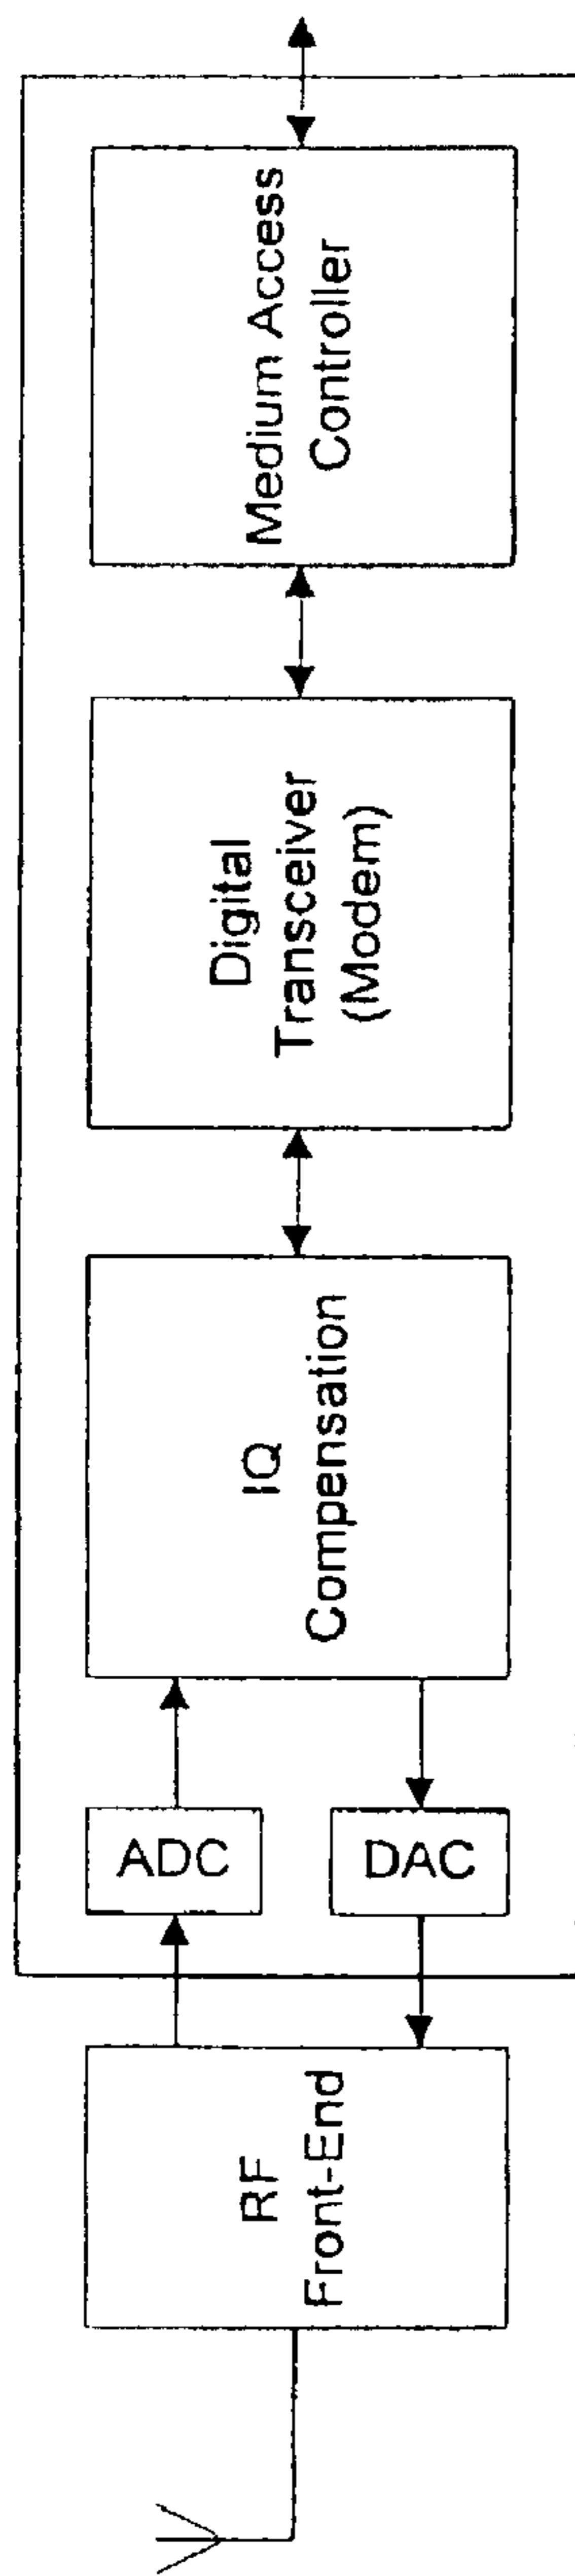 RF
Front-End
ADC
DAC
IQ
Compensation
Digital
Transceiver
(Modem)
Medium Access
Controller